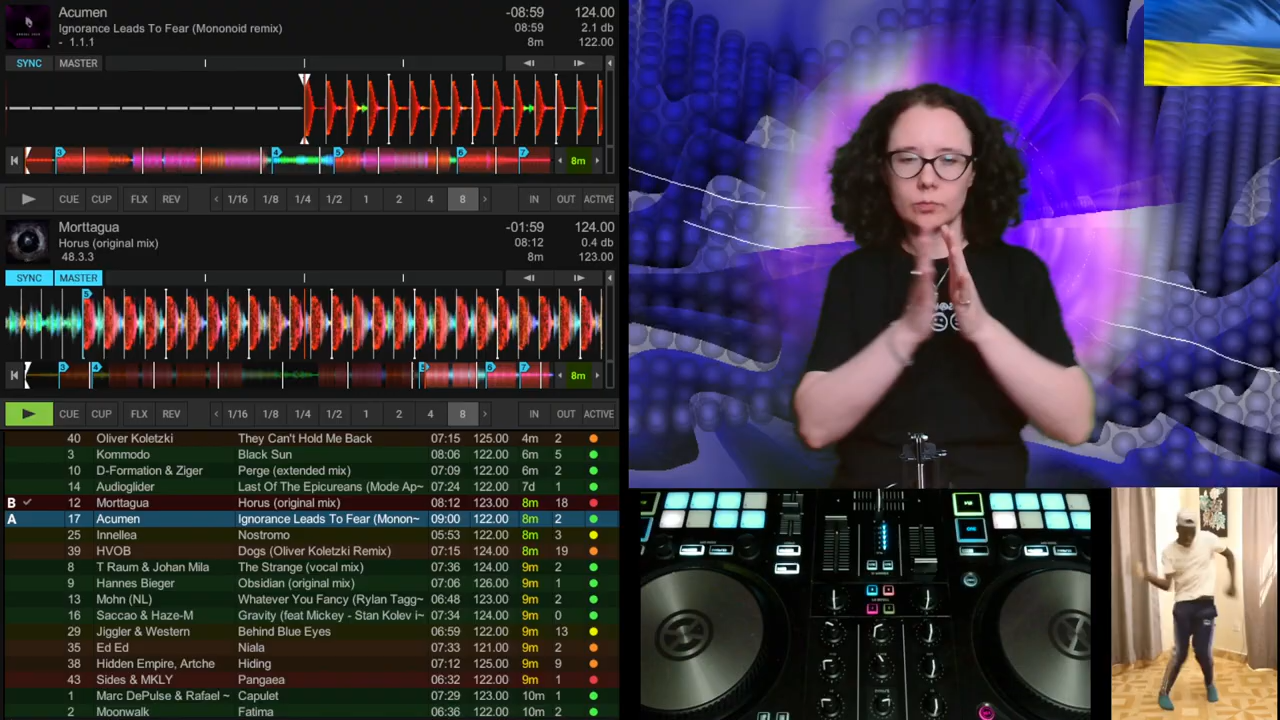 Acumen -08:59 124.00
Ignorance Leads To Fear (Mononoid remix) 08:59 2.1 db
- 1.1.1 8m 122.00
SYNC MASTER
3 4 5 6 7 8m
CUE CUP FLX REV 1/16 1/8 1/4 1/2 1 2 4 8 IN OUT ACTIVE
Morttagua -01:59 124.00
Horus (original mix) 08:12 0.4 db
48.3.3 8m 123.00
SYNC MASTER
5
3 4 5 6 7 8m
CUE CUP FLX REV 1/16 1/8 1/4 1/2 1 2 4 8 IN OUT ACTIVE
40 Oliver Koletzki They Can't Hold Me Back 07:15 125.00 4m 2
3 Kommodo Black Sun 08:06 122.00 6m 5
10 D-Formation & Ziger Perge (extended mix) 07:09 122.00 6m 2
14 Audioglider Last Of The Epicureans (Mode Ap~ 07:24 122.00 7d 1
B 12 Morttagua Horus (original mix) 08:12 123.00 8m 18
A 17 Acumen Ignorance Leads To Fear (Monon~ 09:00 122.00 8m 2
25 Innellea Nostromo 05:53 122.00 8m 3
39 HVOB Dogs (Oliver Koletzki Remix) 07:15 124.00 8m 19
8 T Raumm & Johan Mila The Strange (vocal mix) 07:36 124.00 9m 2
9 Hannes Bieger Obsidian (original mix) 07:06 126.00 9m 1
13 Mohn (NL) Whatever You Fancy (Rylan Tagg~ 06:48 123.00 9m 2
16 Saccao & Haze-M Gravity (feat Mickey - Stan Kolev i~ 07:34 124.00 9m 0
29 Jiggler & Western Behind Blue Eyes 06:59 122.00 9m 13
35 Ed Ed Niala 07:33 121.00 9m 2
38 Hidden Empire, Artche Hiding 07:12 125.00 9m 9
43 Sides & MKLY Pangaea 06:32 122.00 9m 1
1 Marc DePulse & Rafael ~ Capulet 07:29 123.00 10m 1
2 Moonwalk Fatima 06:36 122.00 10m 2